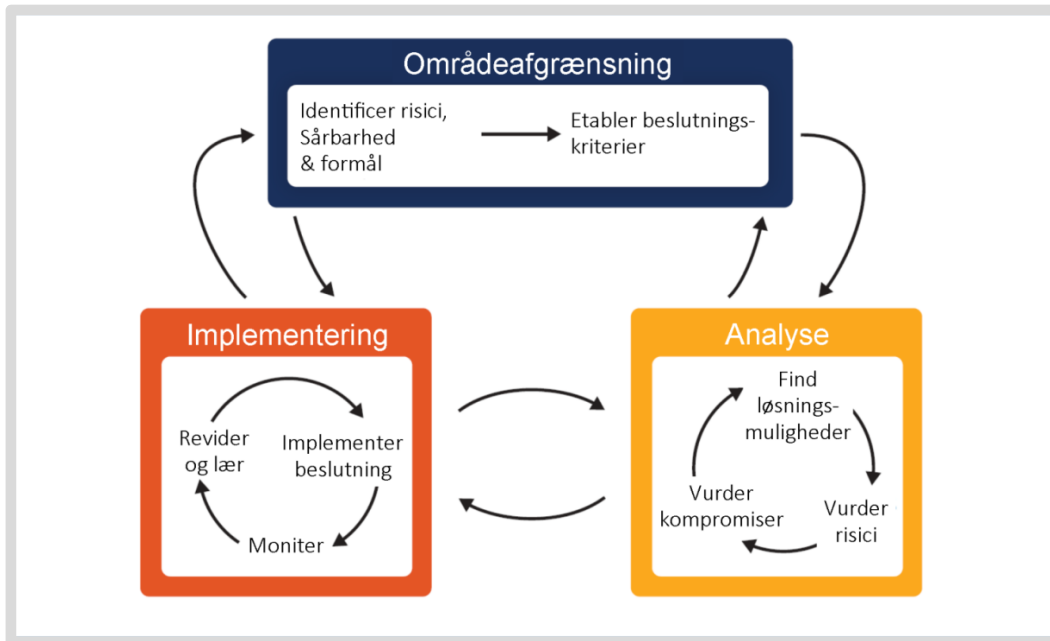 Områdeafgrænsning
Identificer risici,
Sårbarhed
& formål
Etabler beslutnings-
kriterier
Implementering
Revider
og lær
Implementer
beslutning
Moniter
Analyse
Find
løsnings-
muligheder
Vurder
risici
Vurder
kompromiser